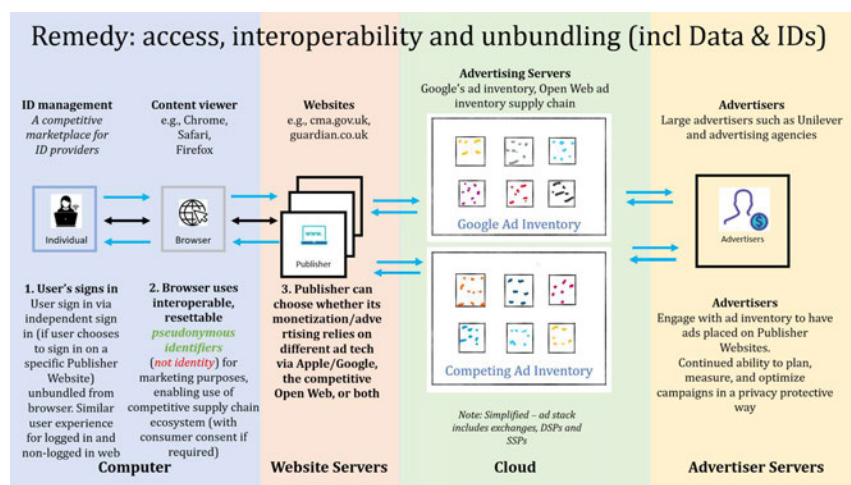 Remedy: access, interoperability and unbundling (incl Data & IDs)
ID management
A competitive
marketplace for
ID providers
Content viewer
e.g., Chrome,
Safari,
Firefox
Websites
e.g., cma.gov.uk,
guardian.co.uk
Advertising Servers
Google's ad inventory, Open Web ad
inventory supply chain
Advertisers
Large advertisers such as Unilever
and advertising agencies
Individual
Browser
www
Publisher
Google Ad Inventory
Competing Ad Inventory
Advertisers
1. User's signs in
User sign in via
independent sign
in (if user chooses
to sign in on a
specific Publisher
Website)
unbundled from
browser. Similar
user experience
for logged in and
non-logged in web
2. Browser uses
interoperable,
resettable
pseudonymous
identifiers
(not identity) for
marketing purposes,
enabling use of
competitive supply chain
ecosystem (with
consumer consent if
required)
3. Publisher can
choose whether its
monetization/adve
rtising relies on
different ad tech
via Apple/Google,
the competitive
Open Web, or both
Note: Simplified – ad stack
includes exchanges, DSPs and
SSPs
Advertisers
Engage with ad inventory to have
ads placed on Publisher
Websites.
Continued ability to plan,
measure, and optimize
campaigns in a privacy protective
way
Computer
Website Servers
Cloud
Advertiser Servers